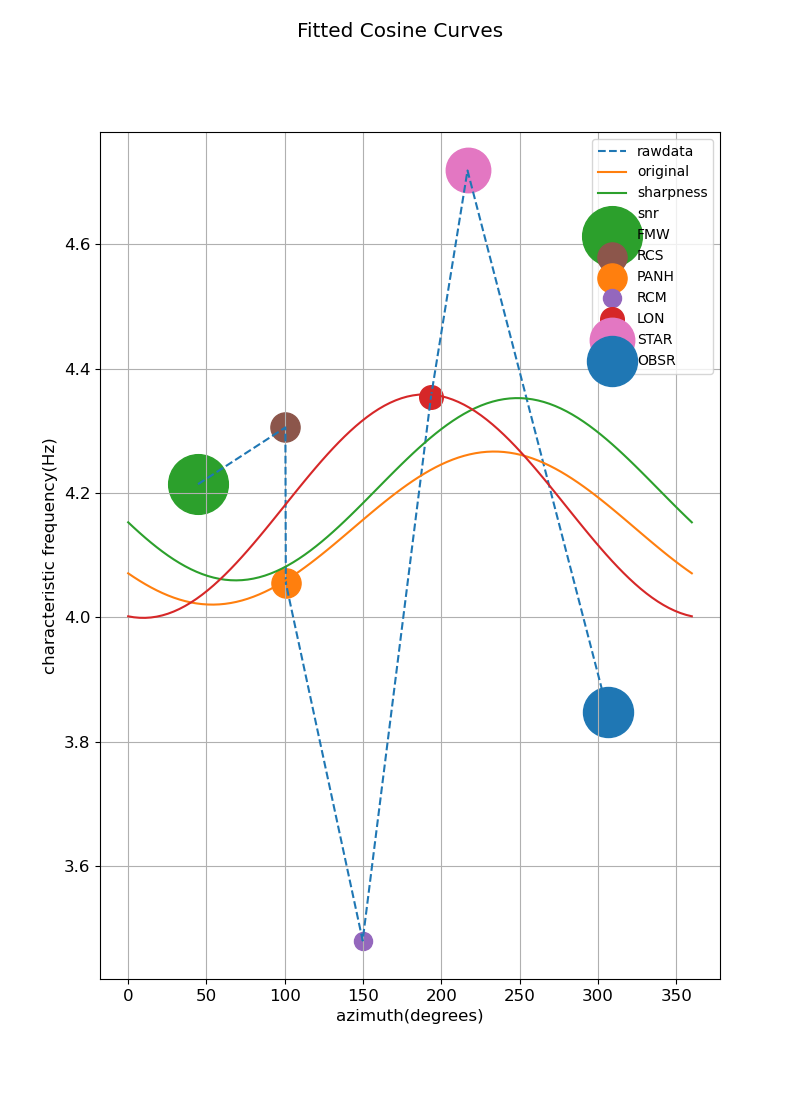 Fitted Cosine Curves
rawdata
original
sharpness
snr
FMW
RCS
PANH
RCM
LON
STAR
OBSR
characteristic frequency(Hz)
4.6
4.4
4.2
4.0
3.8
3.6
0 50 100 150 200 250 300 350
azimuth(degrees)